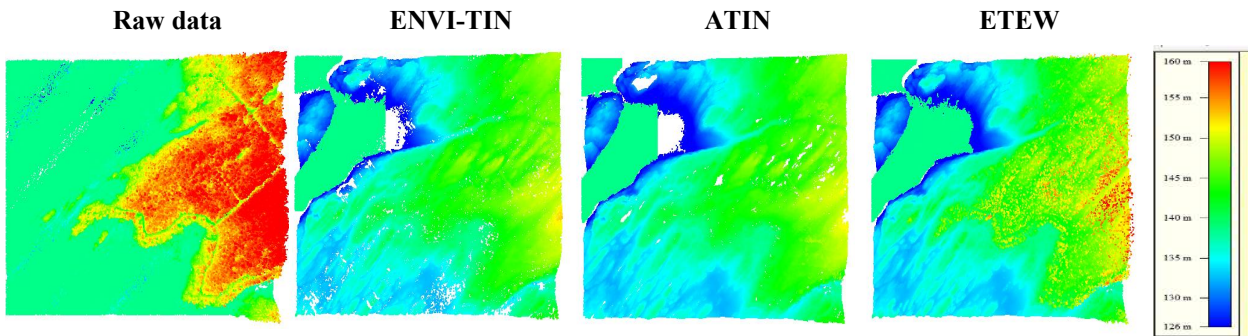 Raw data ENVI-TIN ATIN ETEW
160 m
155 m
150 m
145 m
140 m
135 m
130 m
126 m